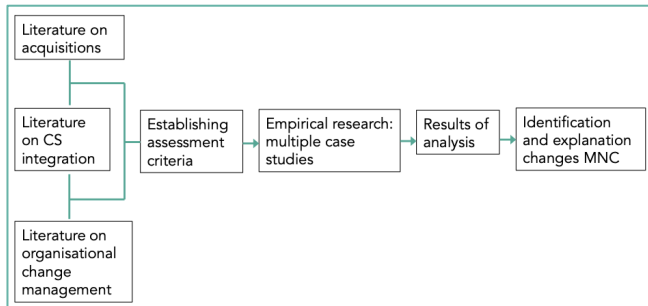 Literature on
acquisitions
Literature
on CS
integration
Literature on
organisational
change
management
Establishing
assessment
criteria
Empirical research:
multiple case
studies
Results of
analysis
Identification
and explanation
changes MNC